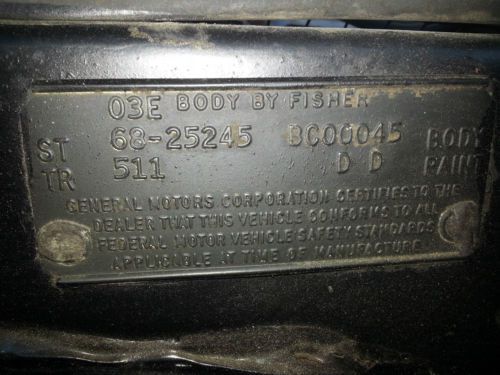 03E BODY BY FISHER
ST 68-25245 BC00045 BODY
TR 511 D D PAINT
GENERAL MOTORS CORPORATION CERTIFIES TO THE
DEALER THAT THIS VEHICLE CONFORMS TO ALL
FEDERAL MOTOR VEHICLE SAFETY STANDARDS
APPLICABLE AT TIME OF MANUFACTURE